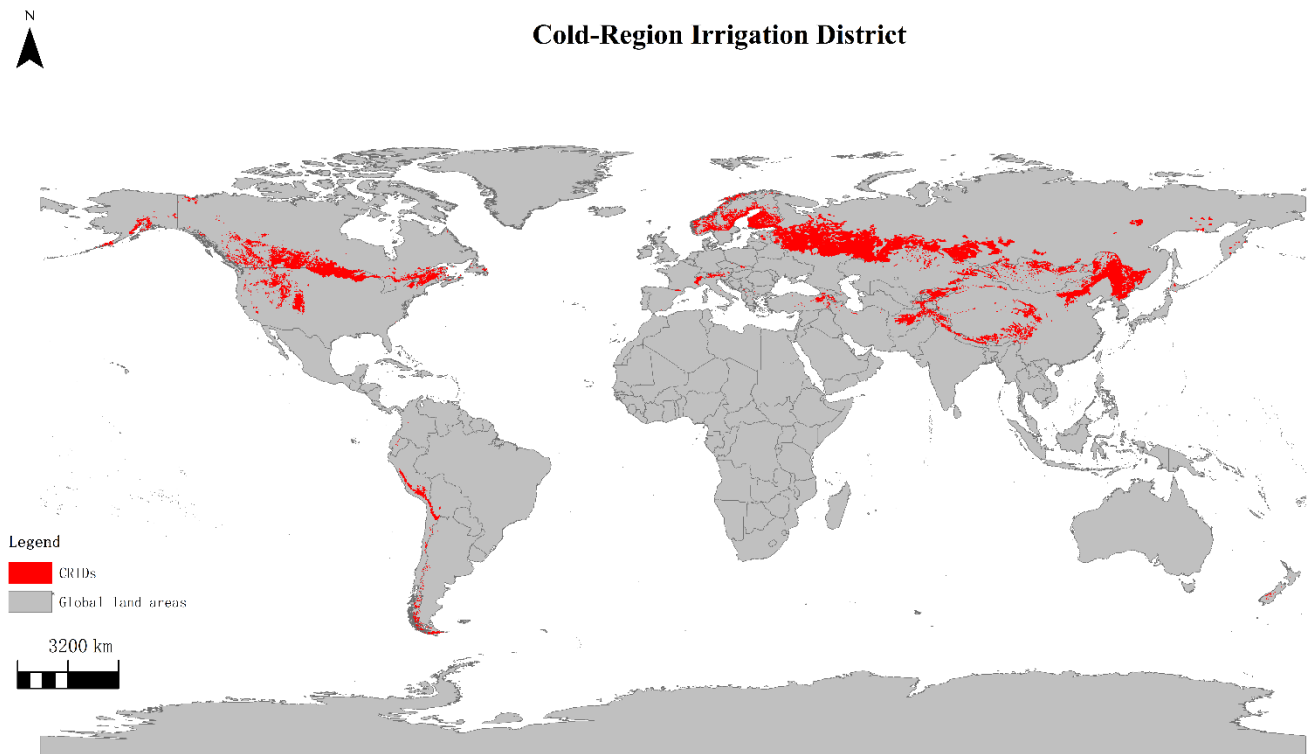 N
Cold-Region Irrigation District
Legend
CRIDs
Global land areas
3200 km